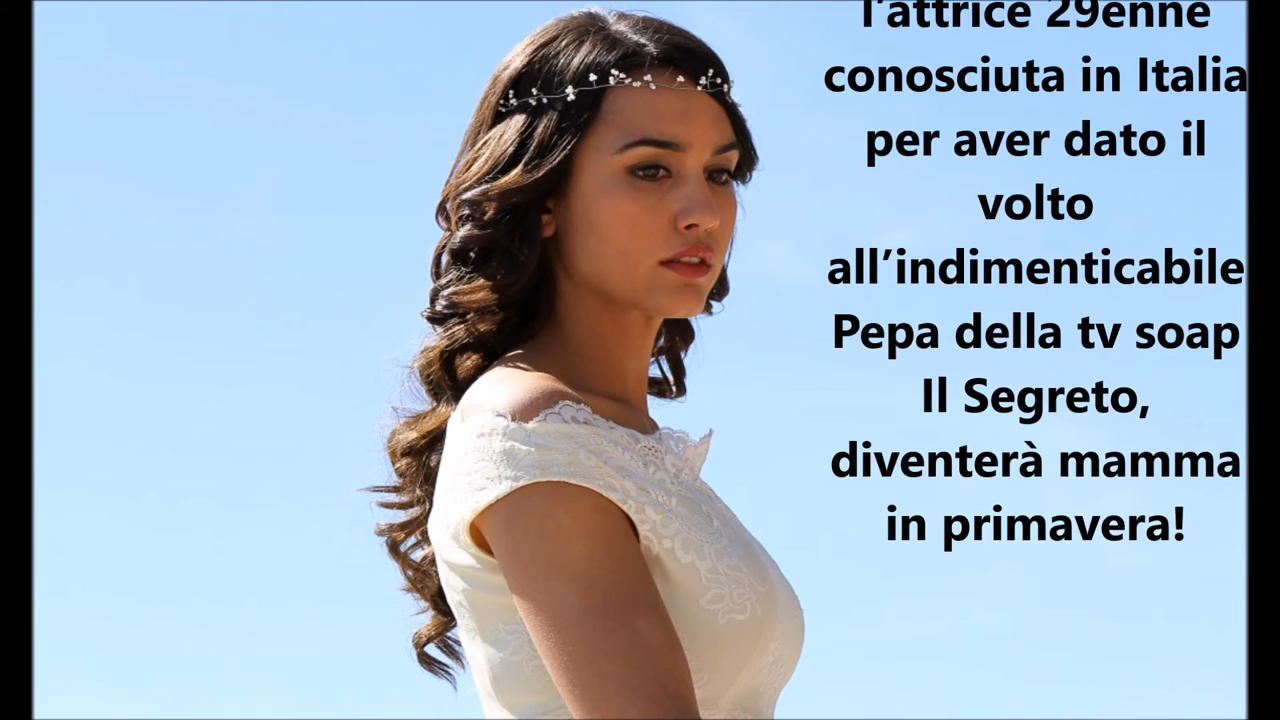 l’attrice 29enne
conosciuta in Italia
per aver dato il
volto
all’indimenticabile
Pepa della tv soap
Il Segreto,
diventerà mamma
in primavera!